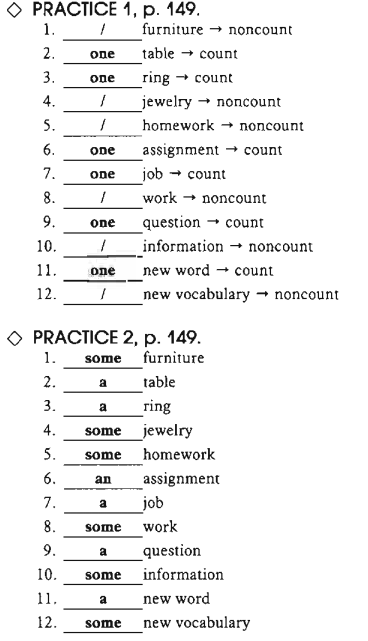 ◇ PRACTICE 1, p. 149.
1. / furniture → noncount
2. one table → count
3. one ring → count
4. / jewelry → noncount
5. / homework → noncount
6. one assignment → count
7. one job → count
8. / work → noncount
9. one question → count
10. / information → noncount
11. one new word → count
12. / new vocabulary → noncount
◇ PRACTICE 2, p. 149.
1. some furniture
2. a table
3. a ring
4. some jewelry
5. some homework
6. an assignment
7. a job
8. some work
9. a question
10. some information
11. a new word
12. some new vocabulary